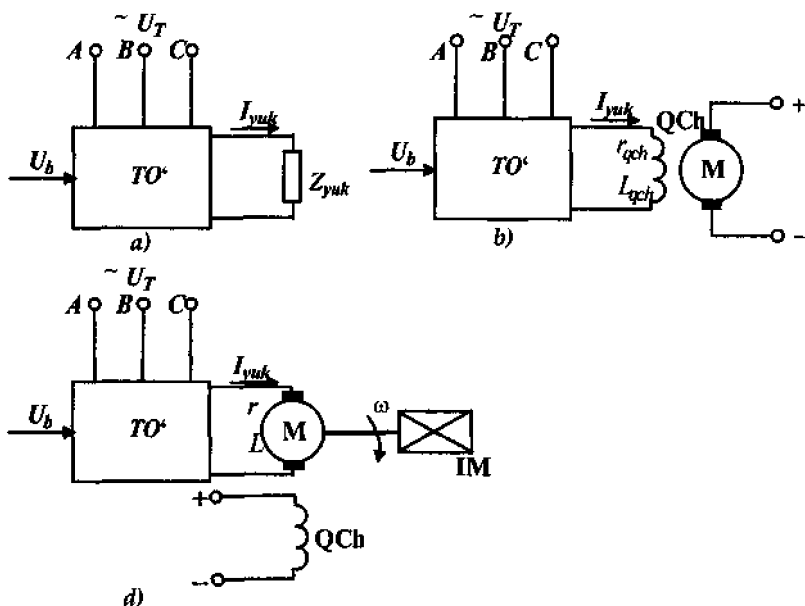 ~ U_T
A B C
I_yuk
U_b
TO‘
Z_yuk
a)
~ U_T
A B C
I_yuk
QCh
+
U_b
TO‘
r_qch
L_qch
M
b)
−
~ U_T
A B C
I_yuk
U_b
TO‘
r
L
M
ω
IM
+
QCh
−
d)